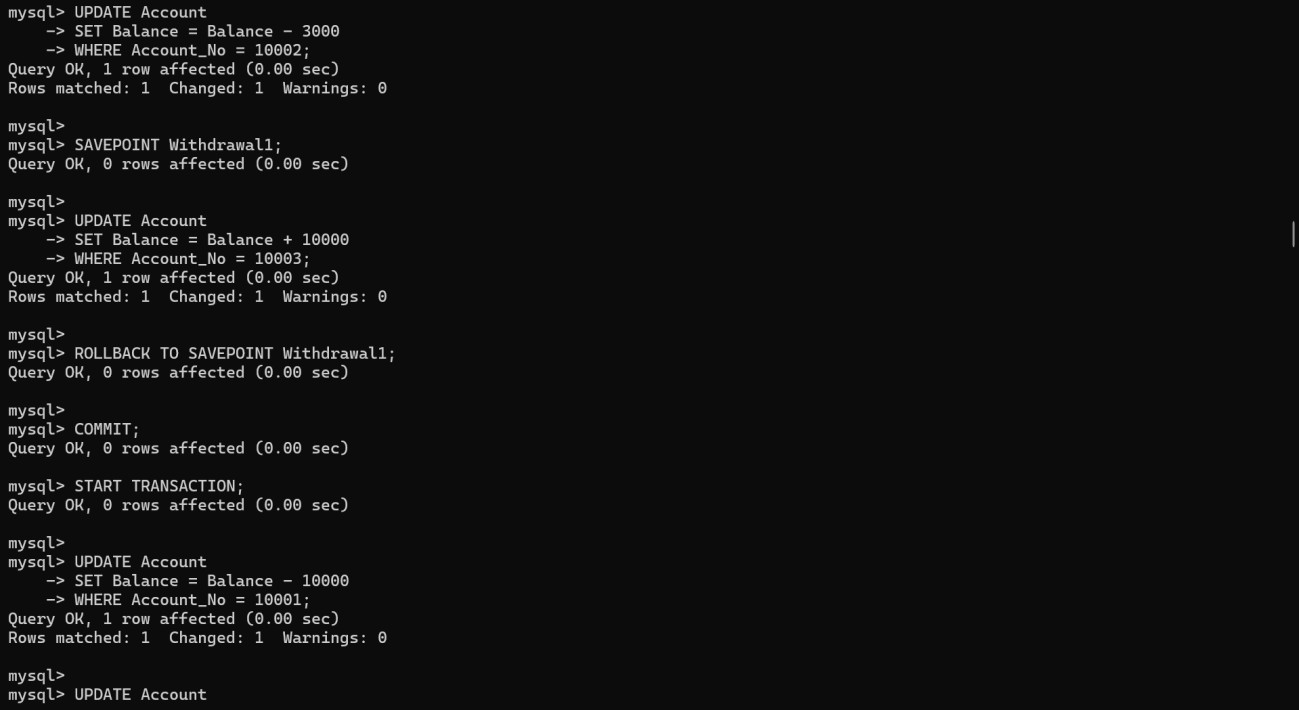 mysql> UPDATE Account
    -> SET Balance = Balance - 3000
    -> WHERE Account_No = 10002;
Query OK, 1 row affected (0.00 sec)
Rows matched: 1  Changed: 1  Warnings: 0

mysql>
mysql> SAVEPOINT Withdrawal1;
Query OK, 0 rows affected (0.00 sec)

mysql>
mysql> UPDATE Account
    -> SET Balance = Balance + 10000
    -> WHERE Account_No = 10003;
Query OK, 1 row affected (0.00 sec)
Rows matched: 1  Changed: 1  Warnings: 0

mysql>
mysql> ROLLBACK TO SAVEPOINT Withdrawal1;
Query OK, 0 rows affected (0.00 sec)

mysql>
mysql> COMMIT;
Query OK, 0 rows affected (0.00 sec)

mysql> START TRANSACTION;
Query OK, 0 rows affected (0.00 sec)

mysql>
mysql> UPDATE Account
    -> SET Balance = Balance - 10000
    -> WHERE Account_No = 10001;
Query OK, 1 row affected (0.00 sec)
Rows matched: 1  Changed: 1  Warnings: 0

mysql>
mysql> UPDATE Account